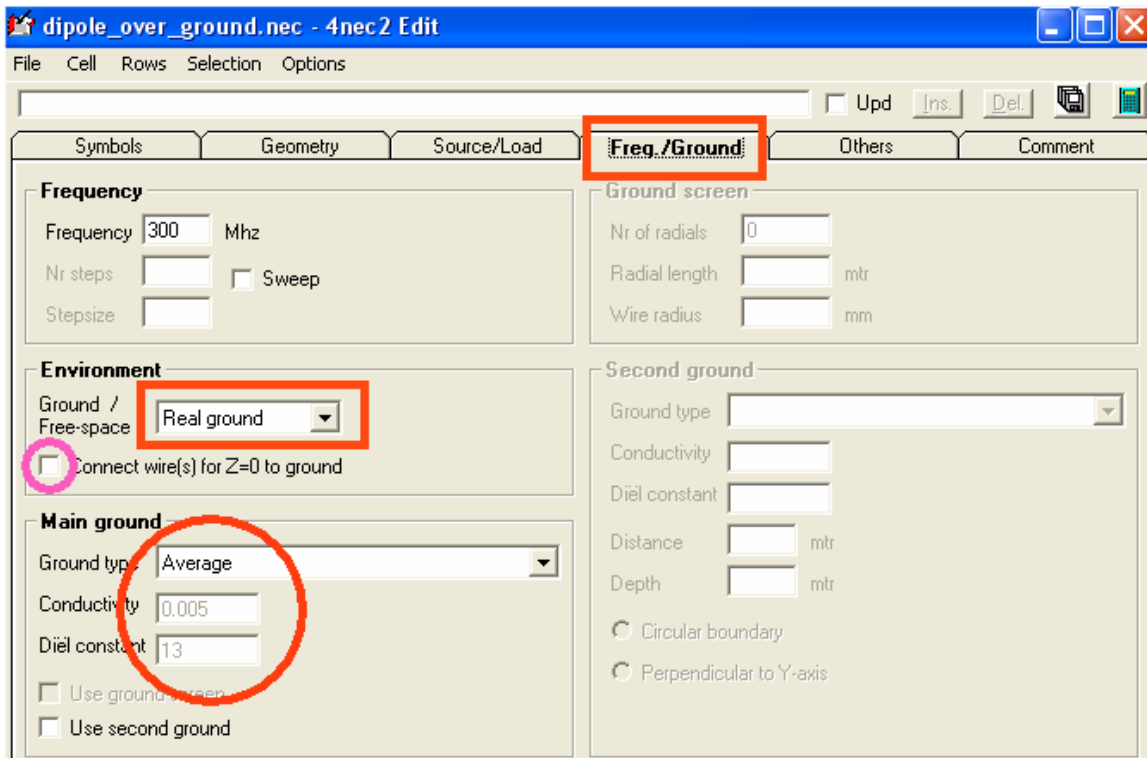 dipole_over_ground.nec - 4nec2 Edit
File Cell Rows Selection Options
Upd Ins. Del.
Symbols Geometry Source/Load Freq./Ground Others Comment
Frequency
Frequency 300 Mhz
Nr steps
Sweep
Stepsize
Environment
Ground / Free-space
Real ground
Connect wire(s) for Z=0 to ground
Main ground
Ground type Average
Conductivity 0.005
Diël constant 13
Use ground screen
Use second ground
Ground screen
Nr of radials 0
Radial length mtr
Wire radius mm
Second ground
Ground type
Conductivity
Diël constant
Distance mtr
Depth mtr
Circular boundary
Perpendicular to Y-axis